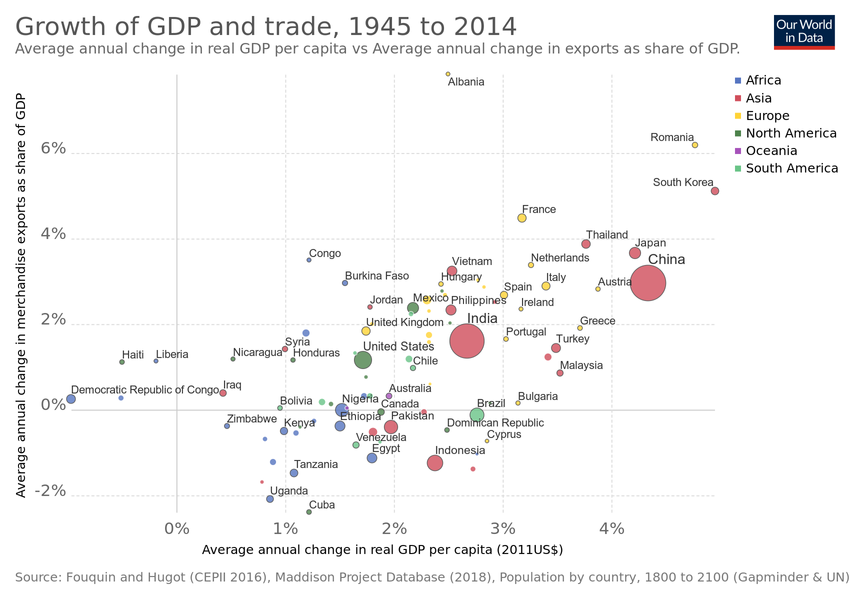 Growth of GDP and trade, 1945 to 2014
Average annual change in real GDP per capita vs Average annual change in exports as share of GDP.
Our World
in Data
Average annual change in merchandise exports as share of GDP
6%
4%
2%
0%
-2%
Albania
Romania
South Korea
France
Thailand
Japan
China
Congo
Vietnam
Netherlands
Burkina Faso
Hungary
Italy
Austria
Spain
Jordan
Mexico
Philippines
Ireland
United Kingdom
India
Greece
Portugal
Syria
United States
Turkey
Haiti
Liberia
Nicaragua
Honduras
Chile
Malaysia
Democratic Republic of Congo
Iraq
Australia
Bolivia
Nigeria
Canada
Brazil
Bulgaria
Zimbabwe
Kenya
Ethiopia
Pakistan
Dominican Republic
Venezuela
Cyprus
Egypt
Indonesia
Tanzania
Uganda
Cuba
0%
1%
2%
3%
4%
Average annual change in real GDP per capita (2011US$)
Africa
Asia
Europe
North America
Oceania
South America
Source: Fouquin and Hugot (CEPII 2016), Maddison Project Database (2018), Population by country, 1800 to 2100 (Gapminder & UN)